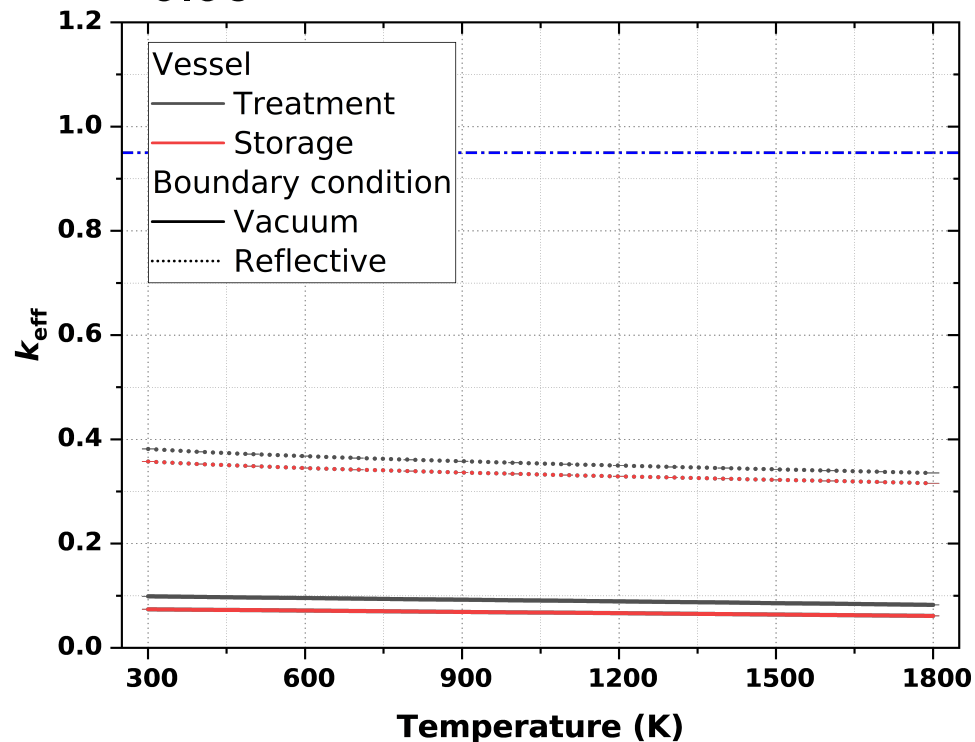 1.2
Vessel
Treatment
1.0
Storage
Boundary condition
0.8
Vacuum
Reflective
0.6
k_eff
0.4
0.2
0.0
300 600 900 1200 1500 1800
Temperature (K)